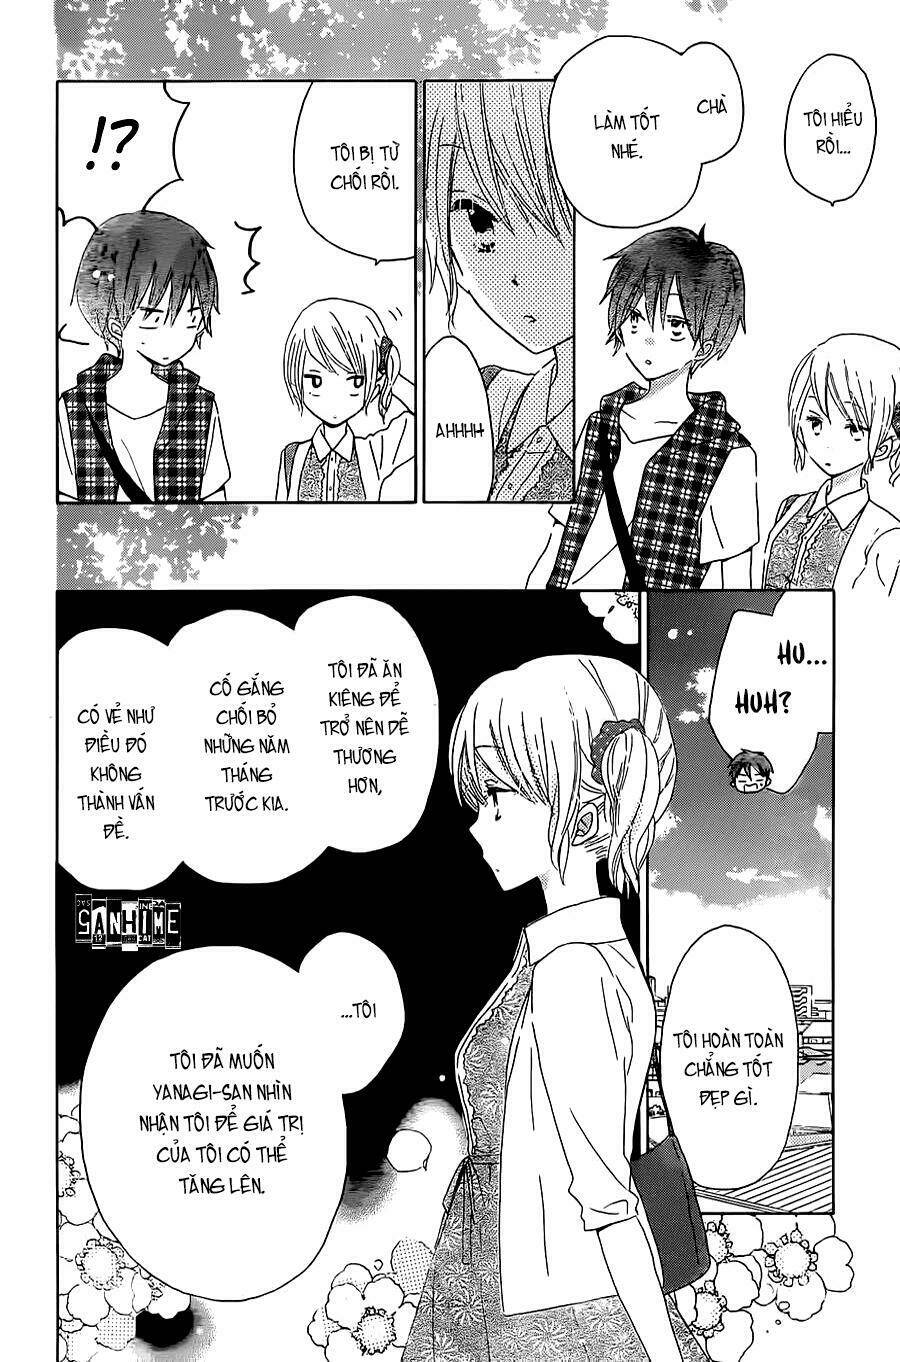 TÔI HIỂU
RỒI...
CHÀ
LÀM TỐT
NHÉ.
AHHHH
TÔI BỊ TỪ
CHỐI RỒI.
!?
HU...
HUH?
TÔI HOÀN TOÀN
CHẲNG TỐT
ĐẸP GÌ.
TÔI ĐÃ ĂN
KIÊNG ĐỂ
TRỞ NÊN DỄ
THƯƠNG
HƠN,
CỐ GẮNG
CHỐI BỎ
NHỮNG NĂM
THÁNG
TRƯỚC KIA.
CÓ VẺ NHƯ
ĐIỀU ĐÓ
KHÔNG
THÀNH VẤN
ĐỀ.
SANHIME
...TÔI
TÔI ĐÃ MUỐN
YANAGI-SAN NHÌN
NHẬN TÔI ĐỂ GIÁ TRỊ
CỦA TÔI CÓ THỂ
TĂNG LÊN.